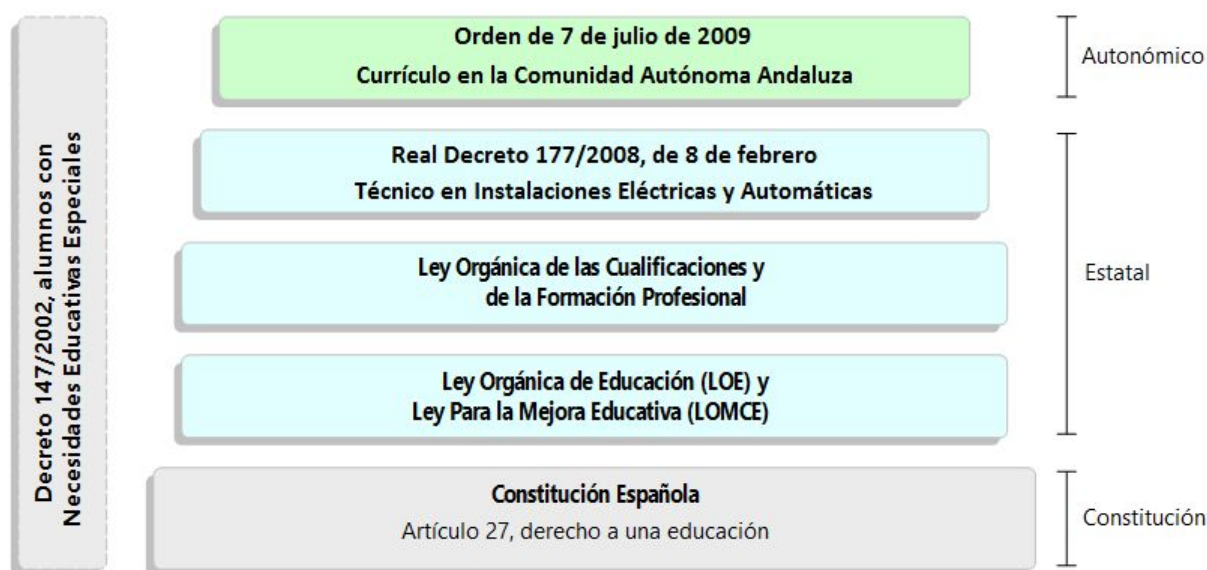 Decreto 147/2002, alumnos con
Necesidades Educativas Especiales
Orden de 7 de julio de 2009
Currículo en la Comunidad Autónoma Andaluza
Autonómico
Real Decreto 177/2008, de 8 de febrero
Técnico en Instalaciones Eléctricas y Automáticas
Ley Orgánica de las Cualificaciones y
de la Formación Profesional
Estatal
Ley Orgánica de Educación (LOE) y
Ley Para la Mejora Educativa (LOMCE)
Constitución Española
Artículo 27, derecho a una educación
Constitución